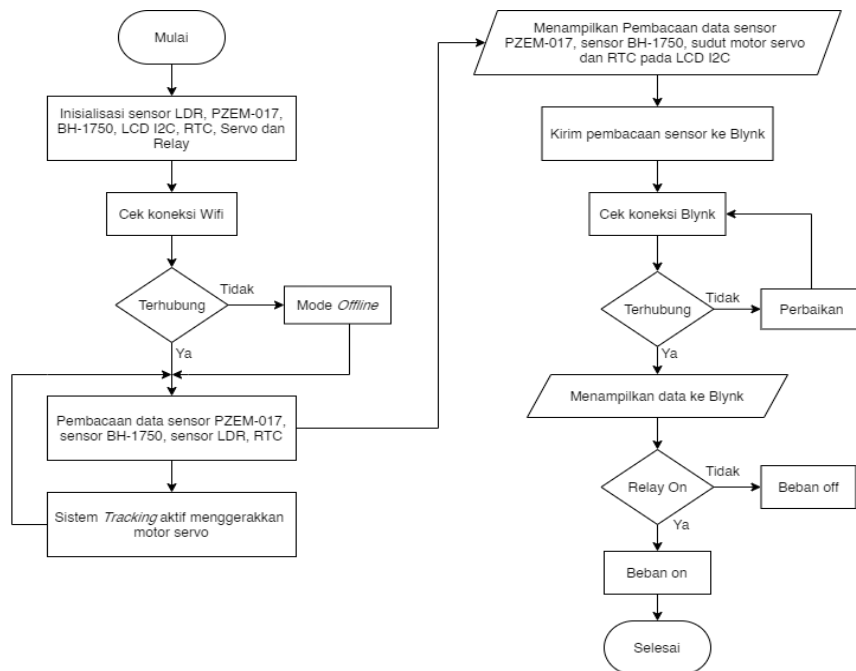 Mulai
Inisialisasi sensor LDR, PZEM-017,
BH-1750, LCD I2C, RTC, Servo dan
Relay
Cek koneksi Wifi
Terhubung
Tidak
Mode Offline
Ya
Pembacaan data sensor PZEM-017,
sensor BH-1750, sensor LDR, RTC
Sistem Tracking aktif menggerakkan
motor servo
Menampilkan Pembacaan data sensor
PZEM-017, sensor BH-1750, sudut motor servo
dan RTC pada LCD I2C
Kirim pembacaan sensor ke Blynk
Cek koneksi Blynk
Terhubung
Tidak
Perbaikan
Ya
Menampilkan data ke Blynk
Relay On
Tidak
Beban off
Ya
Beban on
Selesai